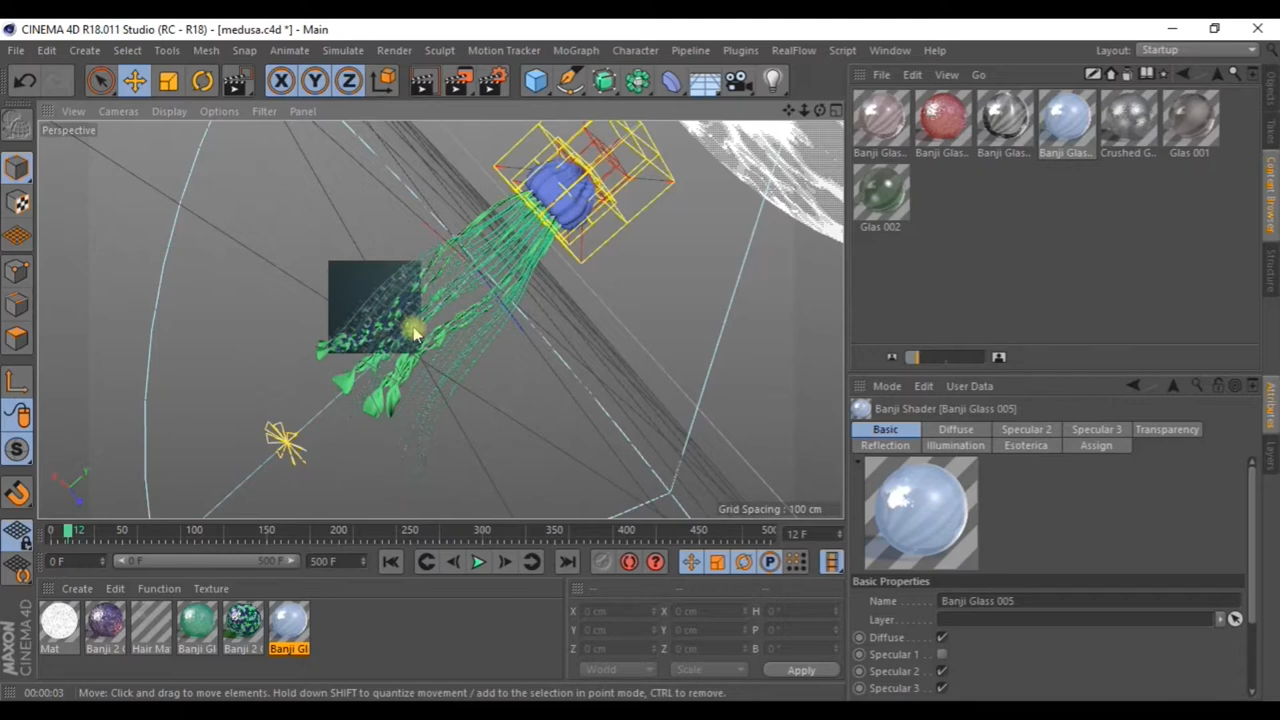 CINEMA 4D R18.011 Studio (RC - R18) - [medusa.c4d *] - Main
File Edit Create Select Tools Mesh Snap Animate Simulate Render Sculpt Motion Tracker MoGraph Character Pipeline Plugins RealFlow Script Window Help Layout: Startup
X Y Z
File Edit View Go
View Cameras Display Options Filter Panel
Perspective
Banji Glas.. Banji Glas.. Banji Glas.. Banji Glas.. Crushed G.. Glas 001
Glas 002
Objects
Takes
Content Browser
Structure
Mode Edit User Data
Banji Shader [Banji Glass 005]
Basic Diffuse Specular 2 Specular 3 Transparency
Reflection Illumination Esoterica Assign
Attributes
Layers
Grid Spacing : 100 cm
0 12 50 100 150 200 250 300 350 400 450 50( 12 F
0 F 0 F 500 F 500 F
Create Edit Function Texture
Mat Banji 2 ( Hair Ma Banji Gl Banji 2 ( Banji Gl
-- -- --
X 0 cm X 0 cm H 0 °
Y 0 cm Y 0 cm P 0 °
Z 0 cm Z 0 cm B 0 °
World Scale Apply
Basic Properties
Name Banji Glass 005
Layer
Diffuse
Specular 1
Specular 2
Specular 3
MAXON CINEMA 4D
00:00:03 Move: Click and drag to move elements. Hold down SHIFT to quantize movement / add to the selection in point mode, CTRL to remove.